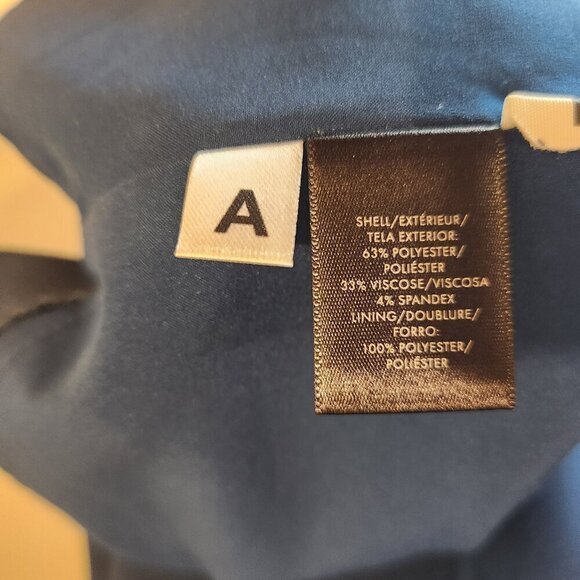 A
SHELL/EXTÉRIEUR/
TELA EXTERIOR:
63% POLYESTER/
POLIÉSTER
33% VISCOSE/VISCOSA
4% SPANDEX
LINING/DOUBLURE/
FORRO:
100% POLYESTER/
POLIÉSTER